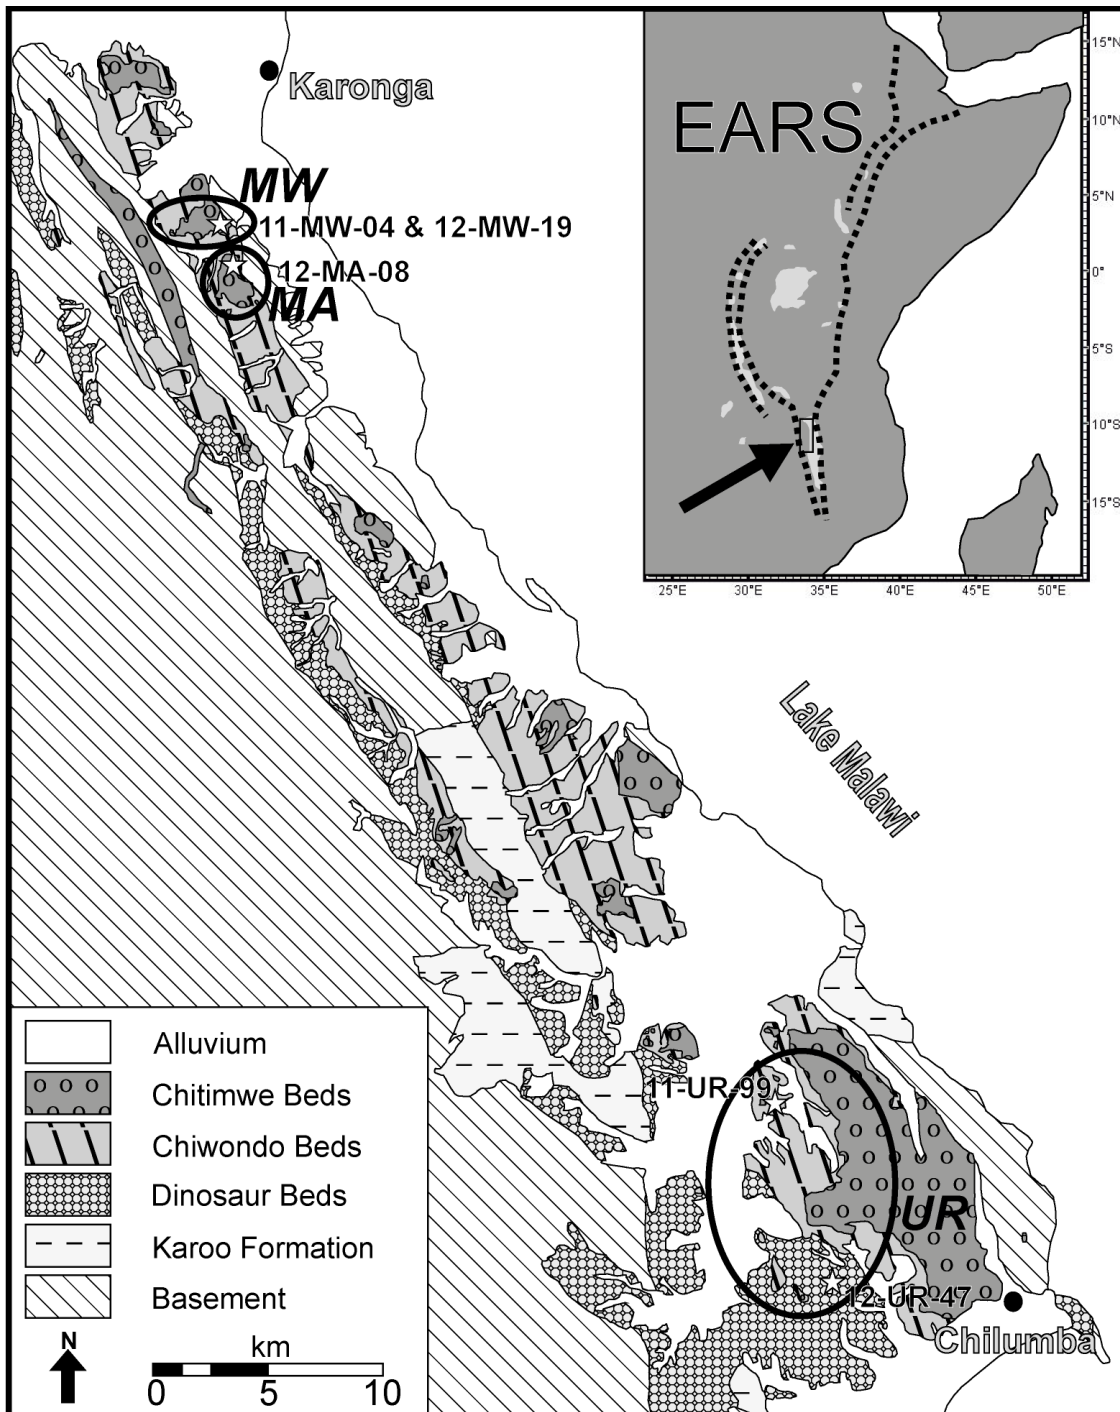 Karonga
EARS
15°N
10°N
5°N
0°
5°S
10°S
15°S
25°E
30°E
35°E
40°E
45°E
50°E
MW
11-MW-04 & 12-MW-19
12-MA-08
MA
Lake Malawi
11-UR-99
UR
12-UR-47
Chilumba
Alluvium
Chitimwe Beds
Chiwondo Beds
Dinosaur Beds
Karoo Formation
Basement
N
km
0 5 10